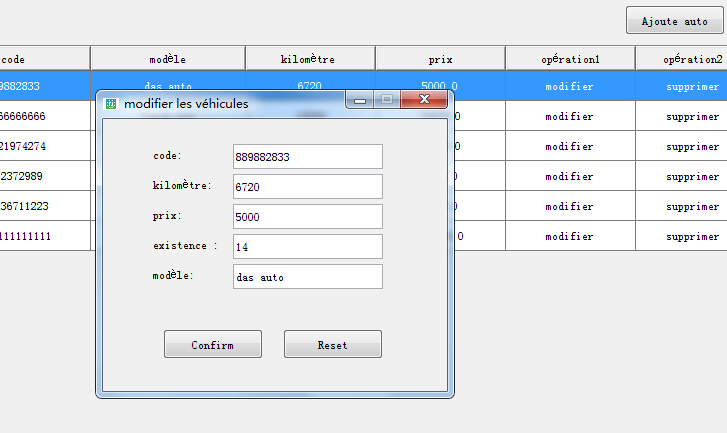 Ajoute auto
code modèle kilomètre prix opération1 opération2
9882833 das auto 6720 5000 0 modifier supprimer
66666666 0 modifier supprimer
21974274 0 modifier supprimer
2372989 0 modifier supprimer
36711223 0 modifier supprimer
111111111 0 modifier supprimer
modifier les véhicules
code: 889882833
kilomètre: 6720
prix: 5000
existence : 14
modèle: das auto
Confirm Reset